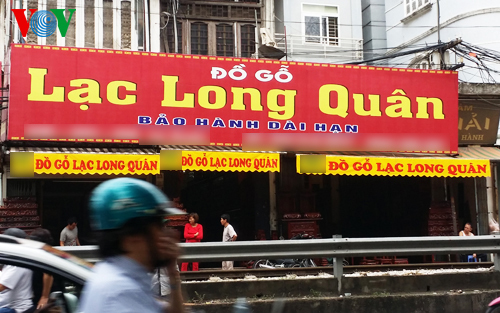 VOV
ĐỒ GỖ
Lạc Long Quân
BẢO HÀNH DÀI HẠN
ĐỒ GỖ LẠC LONG QUÂN
ĐỒ GỖ LẠC LONG QUÂN
ĐỒ GỖ LẠC LONG QUÂN
HÀNH